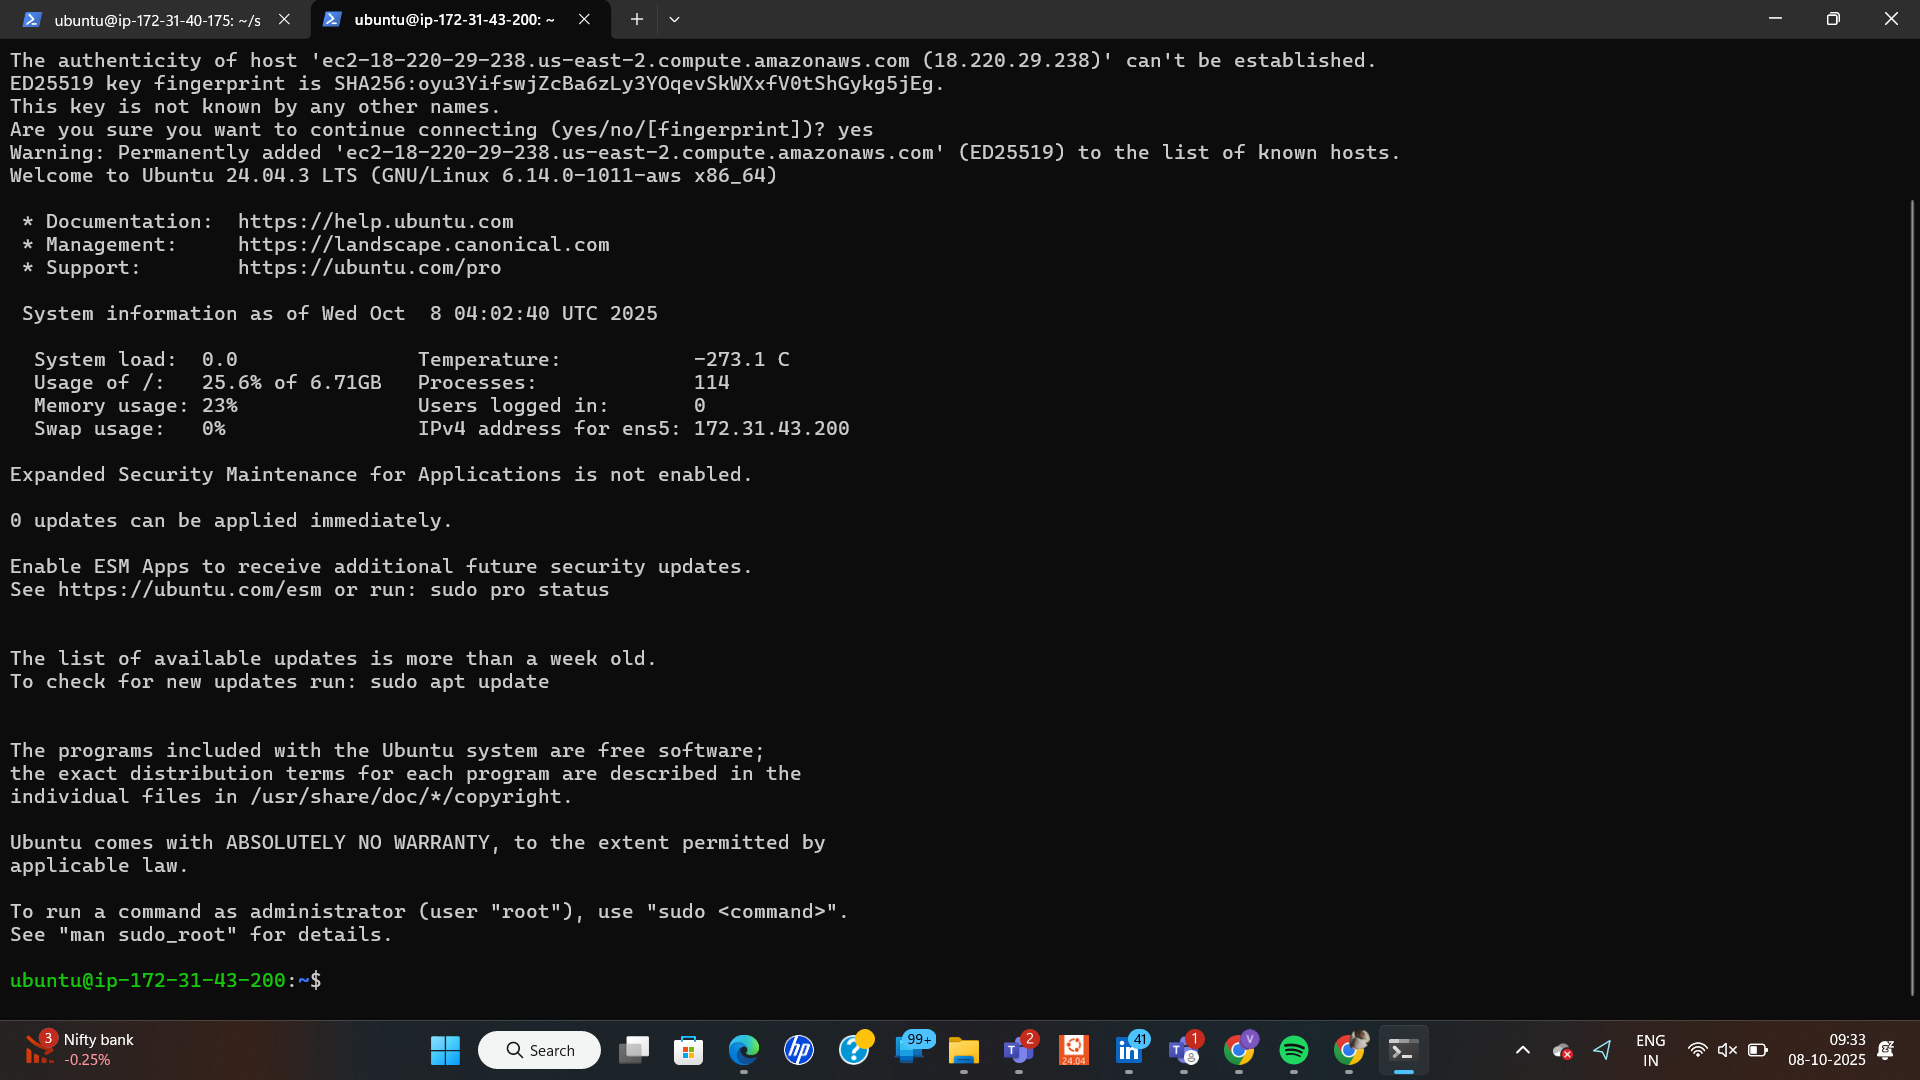 ubuntu@ip-172-31-40-175: ~/s
ubuntu@ip-172-31-43-200: ~
The authenticity of host 'ec2-18-220-29-238.us-east-2.compute.amazonaws.com (18.220.29.238)' can't be established.
ED25519 key fingerprint is SHA256:oyu3YifswjZcBa6zLy3YOqevSkWXxfV0tShGykg5jEg.
This key is not known by any other names.
Are you sure you want to continue connecting (yes/no/[fingerprint])? yes
Warning: Permanently added 'ec2-18-220-29-238.us-east-2.compute.amazonaws.com' (ED25519) to the list of known hosts.
Welcome to Ubuntu 24.04.3 LTS (GNU/Linux 6.14.0-1011-aws x86_64)
* Documentation:  https://help.ubuntu.com
* Management:     https://landscape.canonical.com
* Support:        https://ubuntu.com/pro
System information as of Wed Oct  8 04:02:40 UTC 2025
System load:  0.0               Temperature:           -273.1 C
Usage of /:   25.6% of 6.71GB   Processes:             114
Memory usage: 23%               Users logged in:       0
Swap usage:   0%                IPv4 address for ens5: 172.31.43.200
Expanded Security Maintenance for Applications is not enabled.
0 updates can be applied immediately.
Enable ESM Apps to receive additional future security updates.
See https://ubuntu.com/esm or run: sudo pro status
The list of available updates is more than a week old.
To check for new updates run: sudo apt update
The programs included with the Ubuntu system are free software;
the exact distribution terms for each program are described in the
individual files in /usr/share/doc/*/copyright.
Ubuntu comes with ABSOLUTELY NO WARRANTY, to the extent permitted by
applicable law.
To run a command as administrator (user "root"), use "sudo <command>".
See "man sudo_root" for details.
ubuntu@ip-172-31-43-200:~$
3 Nifty bank
-0.25%
Search
hp
?
99+
T 2
24.04
in 41
T 1
V
ENG
IN
09:33
08-10-2025